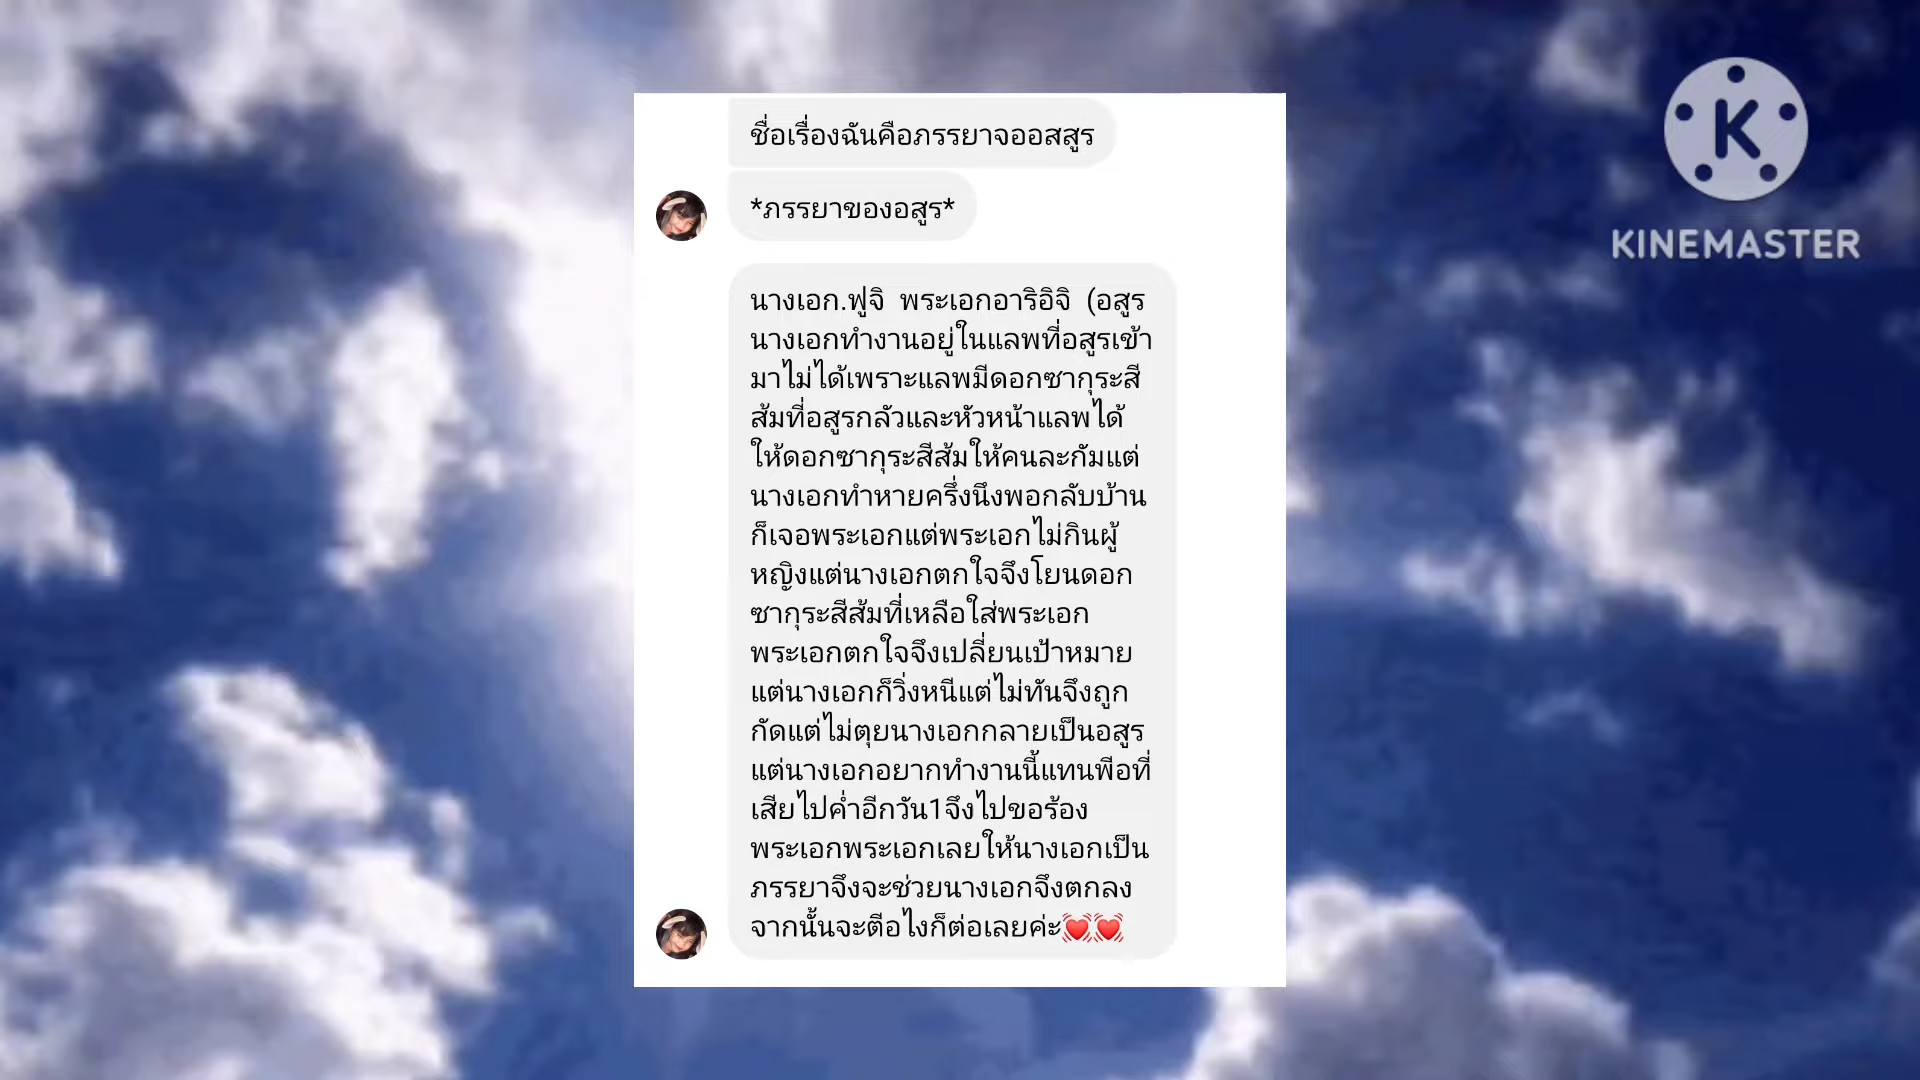 ชื่อเรื่องฉันคือภรรยาจออสสูร
*ภรรยาของอสูร*
นางเอก.ฟูจิ พระเอกอาริอิจิ (อสูร
นางเอกทำงานอยู่ในแลพที่อสูรเข้า
มาไม่ได้เพราะแลพมีดอกซากุระสี
ส้มที่อสูรกลัวและหัวหน้าแลพได้
ให้ดอกซากุระสีส้มให้คนละกัมแต่
นางเอกทำหายครึ่งนึงพอกลับบ้าน
ก็เจอพระเอกแต่พระเอกไม่กินผู้
หญิงแต่นางเอกตกใจจึงโยนดอก
ซากุระสีส้มที่เหลือใส่พระเอก
พระเอกตกใจจึงเปลี่ยนเป้าหมาย
แต่นางเอกก็วิ่งหนีแต่ไม่ทันจึงถูก
กัดแต่ไม่ตุยนางเอกกลายเป็นอสูร
แต่นางเอกอยากทำงานนี้แทนพีอที่
เสียไปค่ำอีกวัน1จึงไปขอร้อง
พระเอกพระเอกเลยให้นางเอกเป็น
ภรรยาจึงจะช่วยนางเอกจึงตกลง
จากนั้นจะตีอไงก็ต่อเลยค่ะ💓💓
K
KINEMASTER